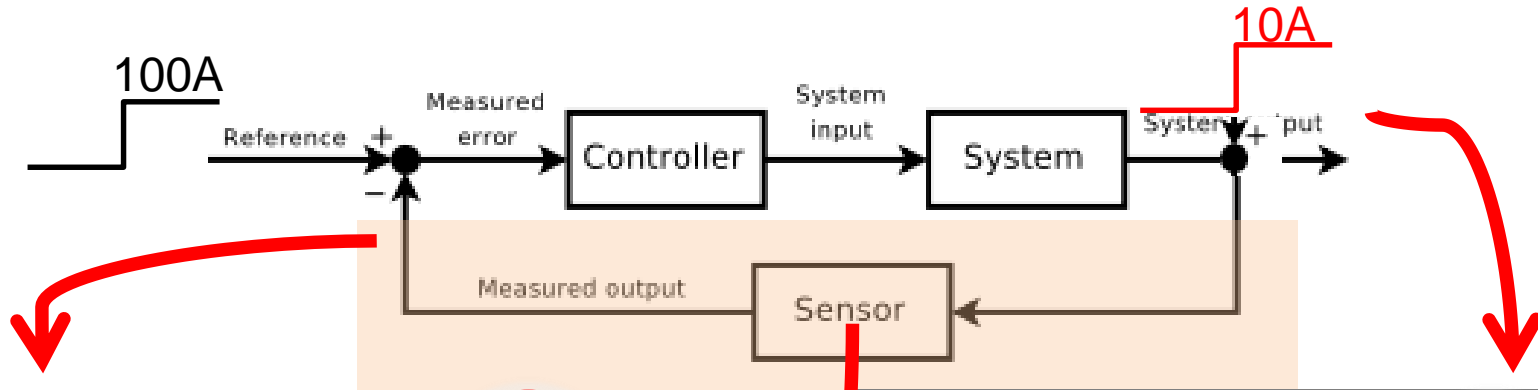 10A
100A
Measured
error
System
input
Reference
+
Controller
System
+
−
Measured output
Sensor